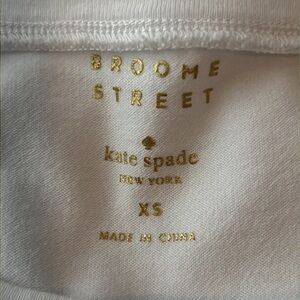 BROOME
STREET
kate spade
NEW YORK
XS
MADE IN CHINA